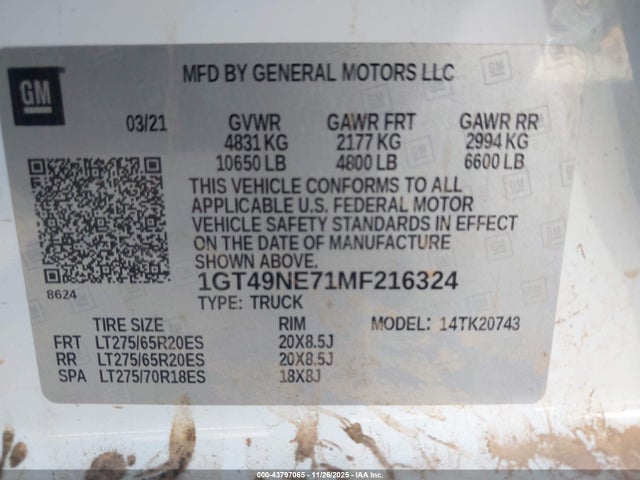 GM
MFD BY GENERAL MOTORS LLC
03/21 GVWR GAWR FRT GAWR RR
4831 KG 2177 KG 2994 KG
10650 LB 4800 LB 6600 LB
THIS VEHICLE CONFORMS TO ALL
APPLICABLE U.S. FEDERAL MOTOR
VEHICLE SAFETY STANDARDS IN EFFECT
ON THE DATE OF MANUFACTURE
SHOWN ABOVE.
8624
1GT49NE71MF216324
TYPE: TRUCK
TIRE SIZE RIM MODEL: 14TK20743
FRT LT275/65R20ES 20X8.5J
RR LT275/65R20ES 20X8.5J
SPA LT275/70R18ES 18X8J
000-43797065 - 11/26/2025 - IAA Inc. - Copyright